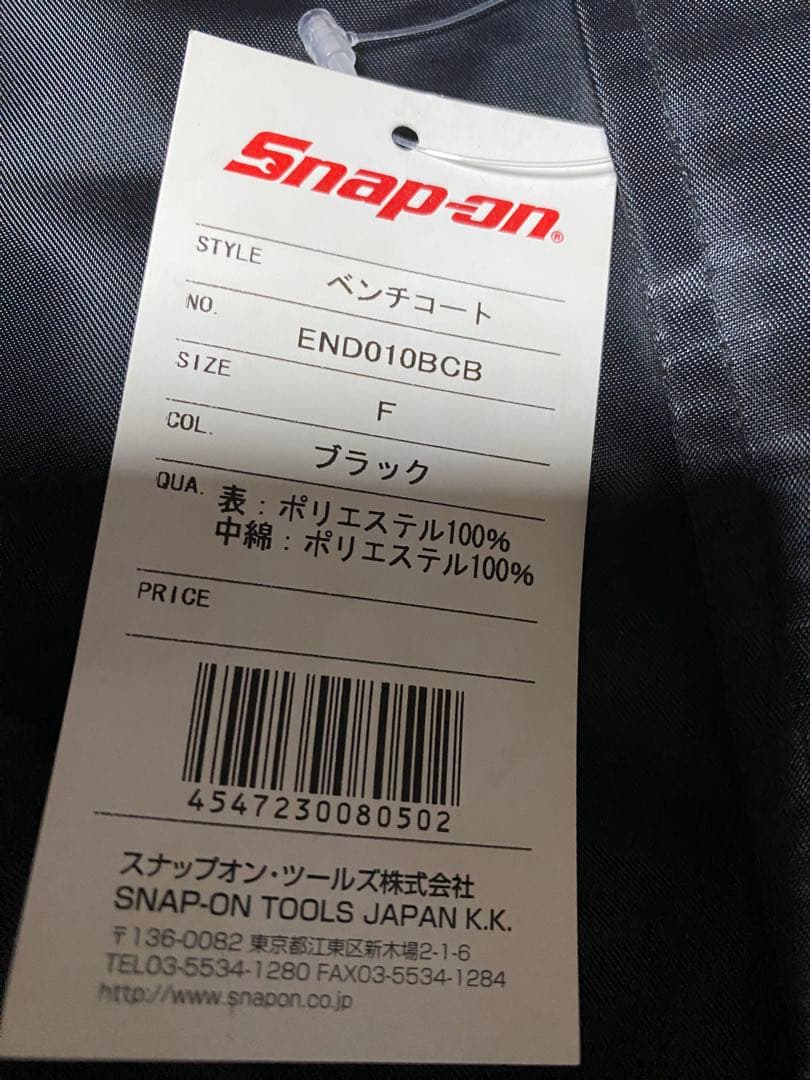 Snap-on®
STYLE ベンチコート
NO. END010BCB
SIZE F
COL. ブラック
QUA. 表：ポリエステル100%
中綿：ポリエステル100%
PRICE
4547230080502
スナップオン・ツールズ株式会社
SNAP-ON TOOLS JAPAN K.K.
〒136-0082 東京都江東区新木場2-1-6
TEL03-5534-1280 FAX03-5534-1284
http://www.snapon.co.jp